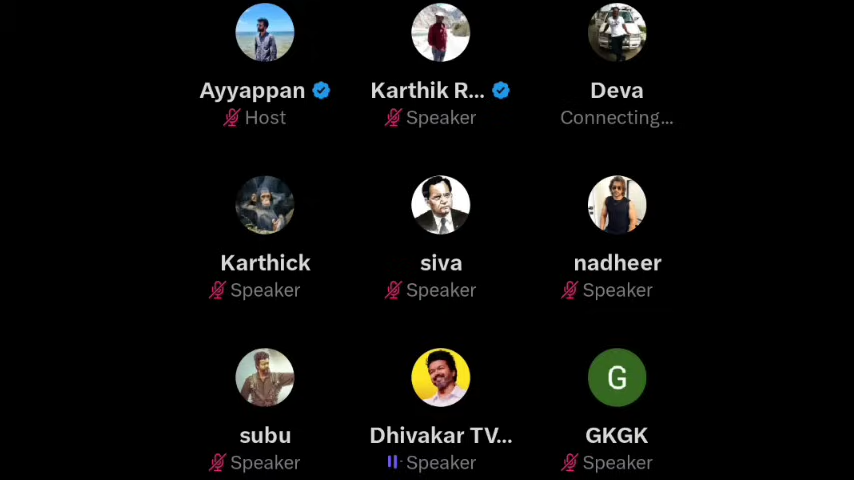 Ayyappan Karthik R... Deva
Host Speaker Connecting...
Karthick siva nadheer
Speaker Speaker Speaker
G
subu Dhivakar TV... GKGK
Speaker Speaker Speaker